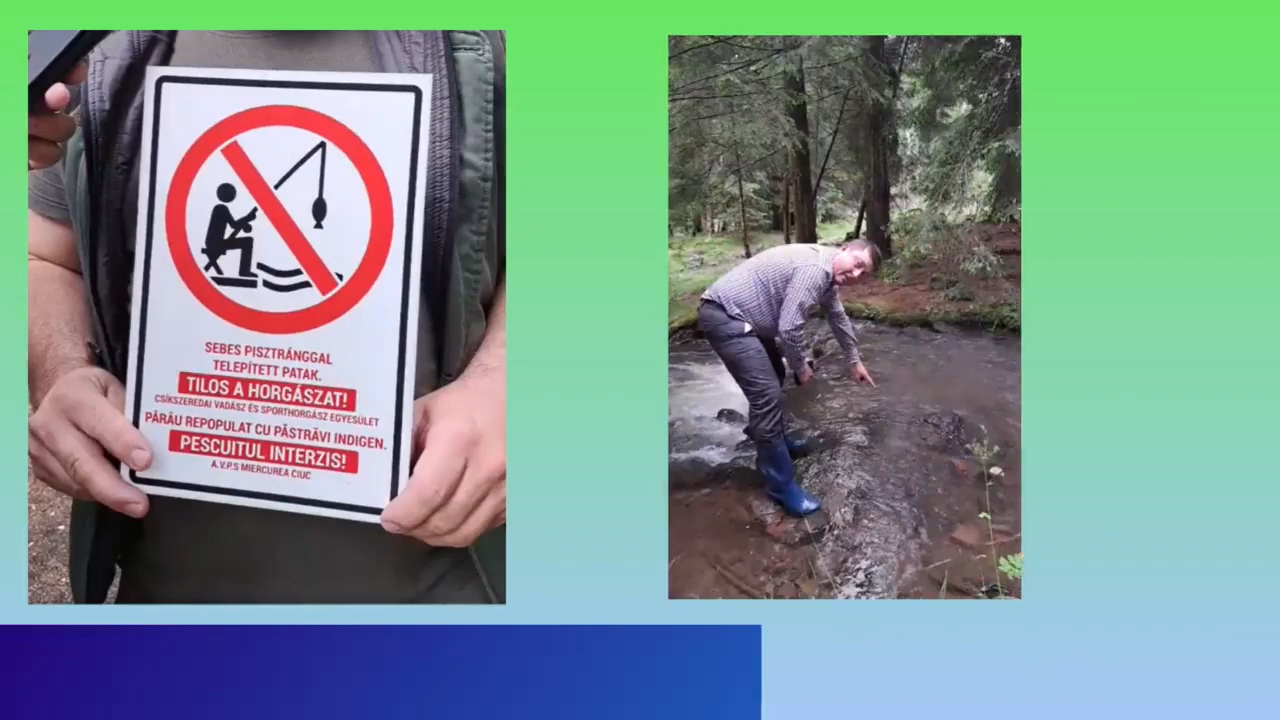 SEBES PISZTRÁNGGAL
TELEPÍTETT PATAK.
TILOS A HORGÁSZAT!
CSÍKSZEREDAI VADÁSZ ÉS SPORTHORGÁSZ EGYESÜLET
PÂRÂU REPOPULAT CU PĂSTRĂVI INDIGEN.
PESCUITUL INTERZIS!
A.V.P.S MIERCUREA CIUC